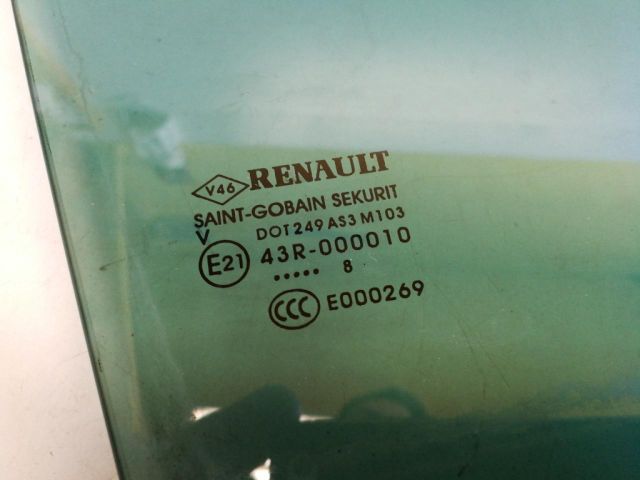 V46 RENAULT
SAINT-GOBAIN SEKURIT
V DOT 249 AS3 M103
E21 43R-000010
..... 8
CCC E000269